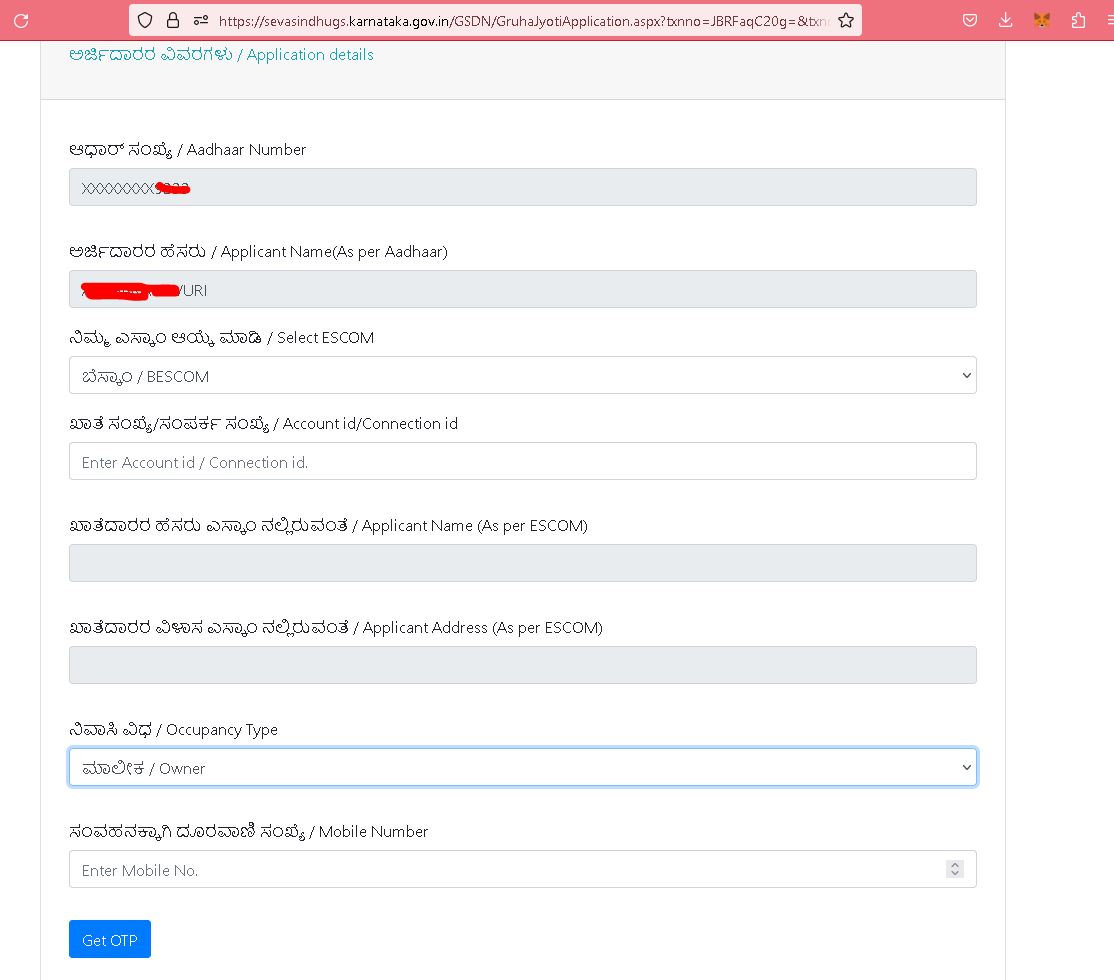 https://sevasindhugs.karnataka.gov.in/GSDN/GruhaJyotiApplication.aspx?txnno=JBRFaqC20g=&txn
ಅರ್ಜಿದಾರರ ವಿವರಗಳು / Application details
ಆಧಾರ್ ಸಂಖ್ಯೆ / Aadhaar Number
XXXXXXXX
ಅರ್ಜಿದಾರರ ಹೆಸರು / Applicant Name(As per Aadhaar)
URI
ನಿಮ್ಮ ಎಸ್ಕಾಂ ಆಯ್ಕೆ ಮಾಡಿ / Select ESCOM
ಬೆಸ್ಕಾಂ / BESCOM
ಖಾತೆ ಸಂಖ್ಯೆ/ಸಂಪರ್ಕ ಸಂಖ್ಯೆ / Account id/Connection id
Enter Account id / Connection id.
ಖಾತೆದಾರರ ಹೆಸರು ಎಸ್ಕಾಂ ನಲ್ಲಿರುವಂತೆ / Applicant Name (As per ESCOM)
ಖಾತೆದಾರರ ವಿಳಾಸ ಎಸ್ಕಾಂ ನಲ್ಲಿರುವಂತೆ / Applicant Address (As per ESCOM)
ನಿವಾಸಿ ವಿಧ / Occupancy Type
ಮಾಲೀಕ / Owner
ಸಂವಹನಕ್ಕಾಗಿ ದೂರವಾಣಿ ಸಂಖ್ಯೆ / Mobile Number
Enter Mobile No.
Get OTP